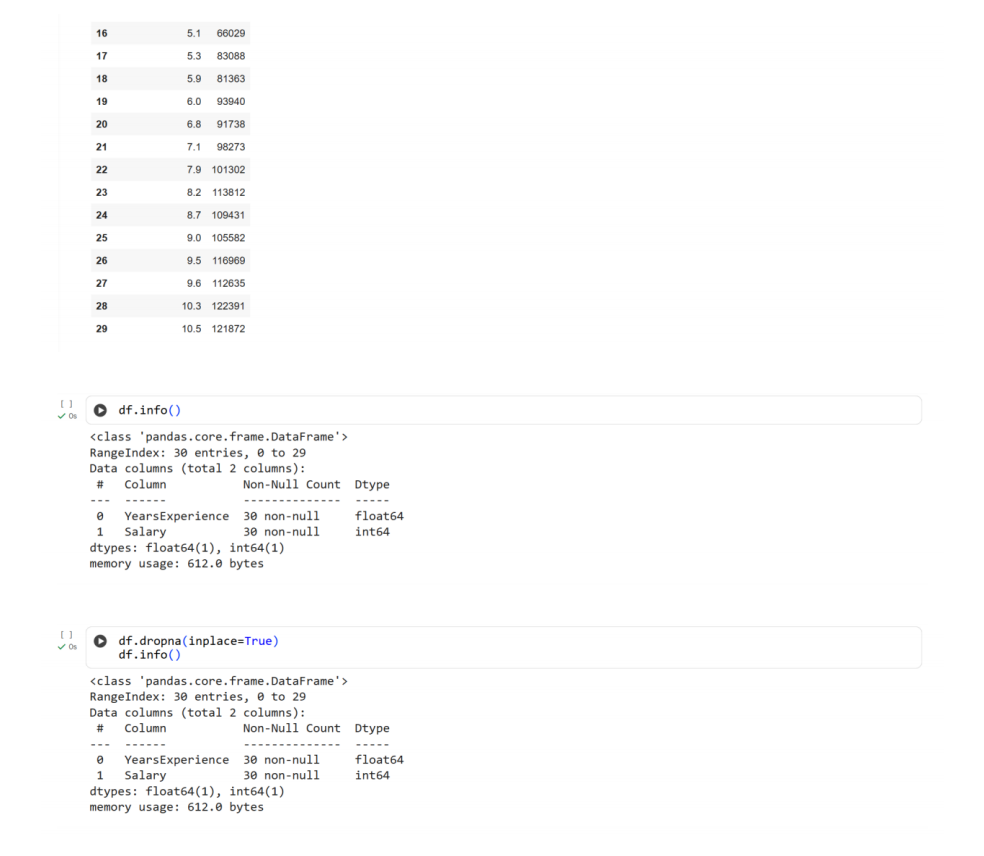 16 5.1 66029
17 5.3 83088
18 5.9 81363
19 6.0 93940
20 6.8 91738
21 7.1 98273
22 7.9 101302
23 8.2 113812
24 8.7 109431
25 9.0 105582
26 9.5 116969
27 9.6 112635
28 10.3 122391
29 10.5 121872
[ ]
0s
df.info()
<class 'pandas.core.frame.DataFrame'>
RangeIndex: 30 entries, 0 to 29
Data columns (total 2 columns):
 #   Column           Non-Null Count  Dtype
---  ------           --------------  -----
 0   YearsExperience  30 non-null     float64
 1   Salary           30 non-null     int64
dtypes: float64(1), int64(1)
memory usage: 612.0 bytes
[ ]
0s
df.dropna(inplace=True)
df.info()
<class 'pandas.core.frame.DataFrame'>
RangeIndex: 30 entries, 0 to 29
Data columns (total 2 columns):
 #   Column           Non-Null Count  Dtype
---  ------           --------------  -----
 0   YearsExperience  30 non-null     float64
 1   Salary           30 non-null     int64
dtypes: float64(1), int64(1)
memory usage: 612.0 bytes